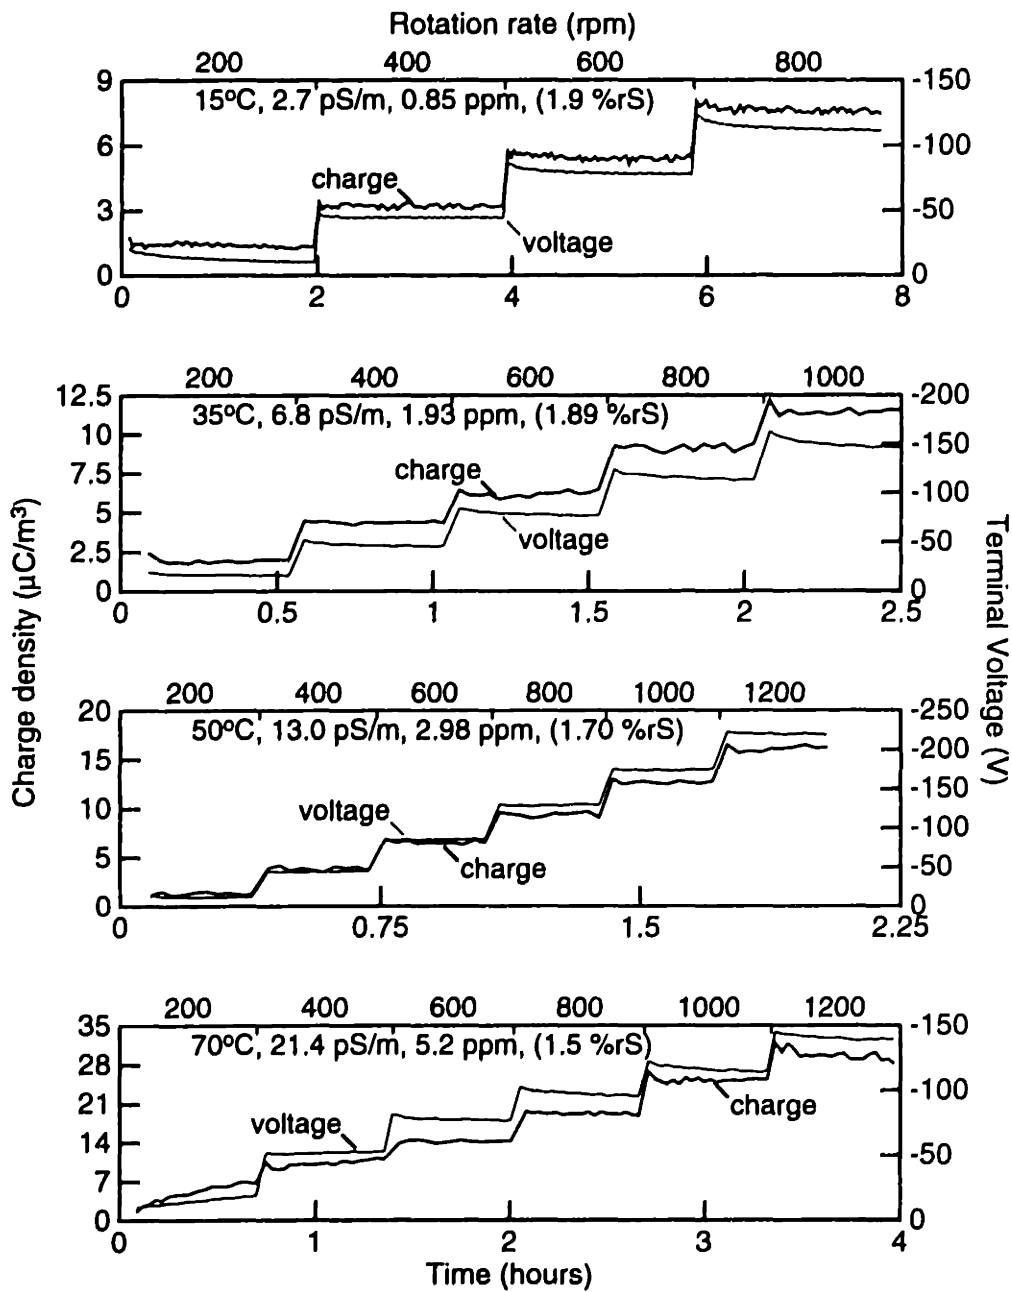 Rotation rate (rpm)
200 400 600 800
9 -150
15ºC, 2.7 pS/m, 0.85 ppm, (1.9 %rS)
6 -100
charge
3 -50
voltage
0 0
0 2 4 6 8
200 400 600 800 1000
12.5 -200
35ºC, 6.8 pS/m, 1.93 ppm, (1.89 %rS)
10 -150
7.5 charge -100
5 voltage
2.5 -50
0 0
0 0.5 1 1.5 2 2.5
Charge density (µC/m³)
Terminal Voltage (V)
200 400 600 800 1000 1200
20 -250
50ºC, 13.0 pS/m, 2.98 ppm, (1.70 %rS)
15 -200
-150
10 voltage -100
5 charge -50
0 0
0 0.75 1.5 2.25
200 400 600 800 1000 1200
35 -150
70ºC, 21.4 pS/m, 5.2 ppm, (1.5 %rS)
28 -100
21 voltage charge
14 -50
7
0 0
0 1 2 3 4
Time (hours)